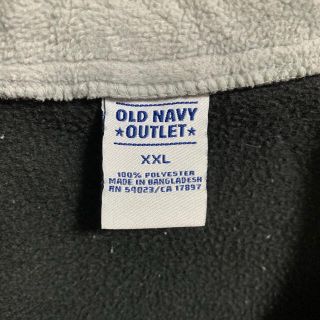 OLD NAVY
★OUTLET★
XXL
100% POLYESTER
MADE IN BANGLADESH
RN 54023/CA 17897